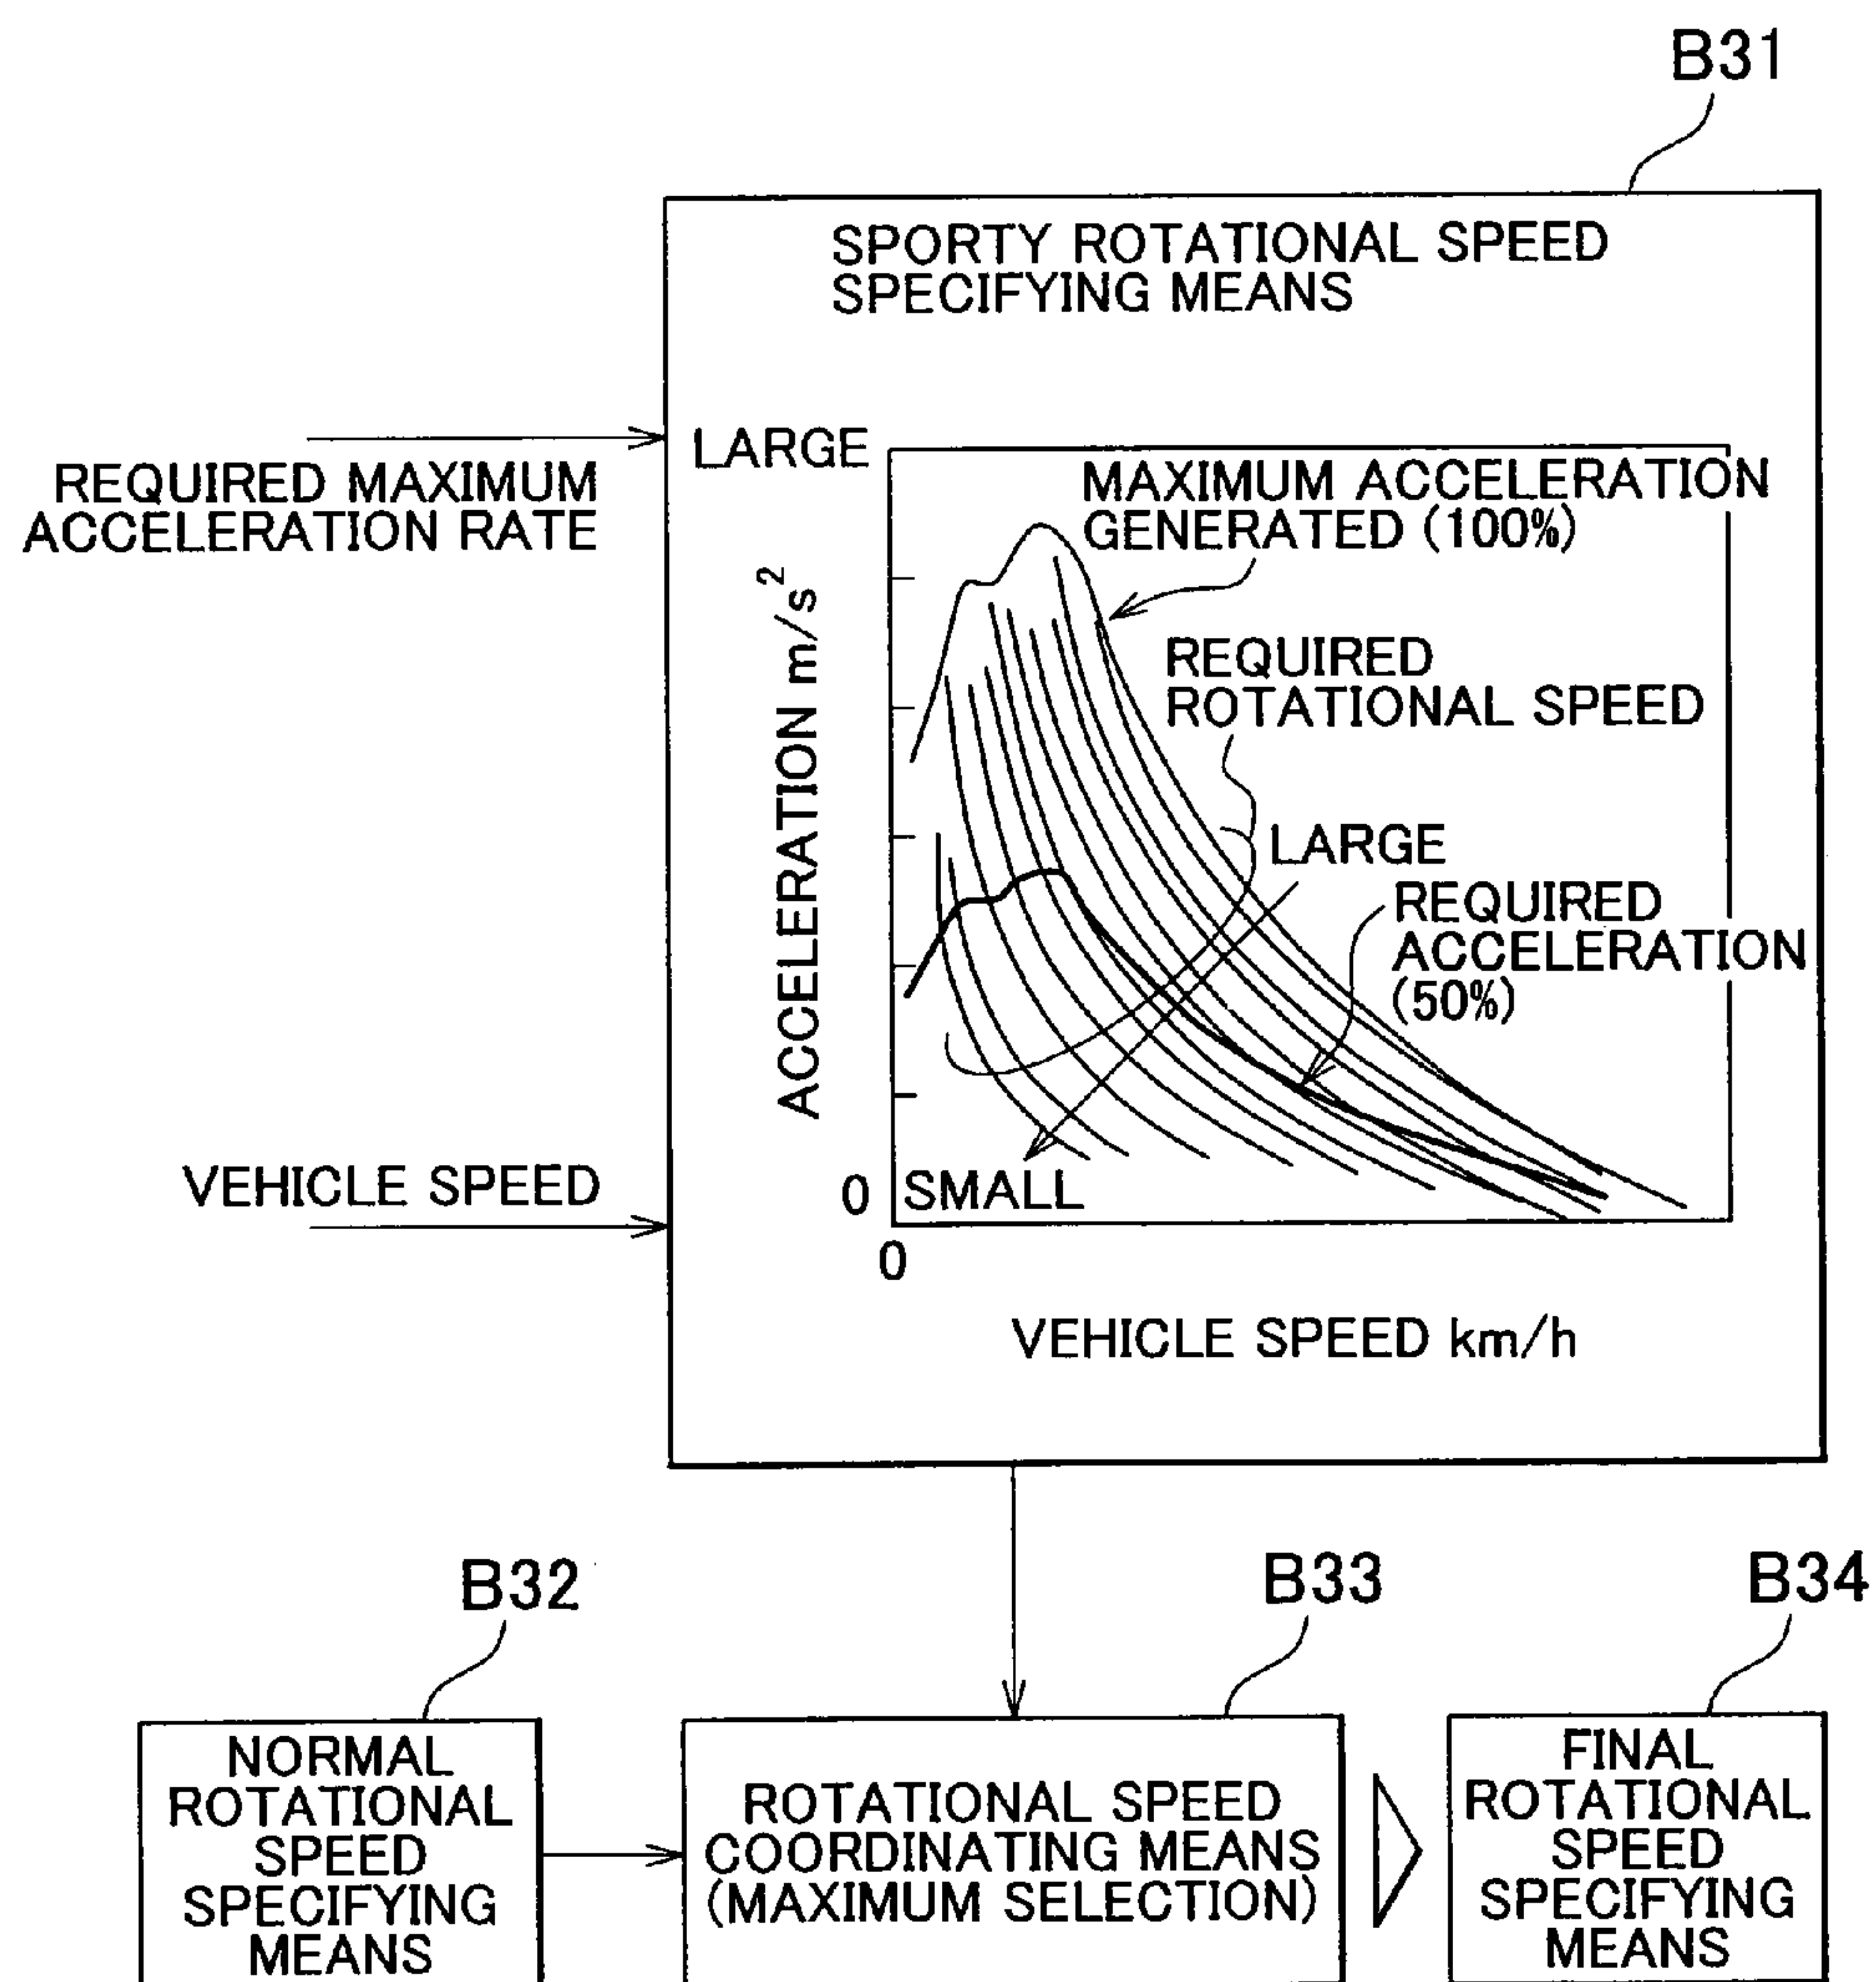 B31
SPORTY ROTATIONAL SPEED
SPECIFYING MEANS
REQUIRED MAXIMUM
ACCELERATION RATE
LARGE
MAXIMUM ACCELERATION
GENERATED (100%)
ACCELERATION m/s²
REQUIRED
ROTATIONAL SPEED
LARGE
REQUIRED
ACCELERATION
(50%)
VEHICLE SPEED
0
SMALL
0
VEHICLE SPEED km/h
B32
B33
B34
NORMAL
ROTATIONAL
SPEED
SPECIFYING
MEANS
ROTATIONAL SPEED
COORDINATING MEANS
(MAXIMUM SELECTION)
FINAL
ROTATIONAL
SPEED
SPECIFYING
MEANS